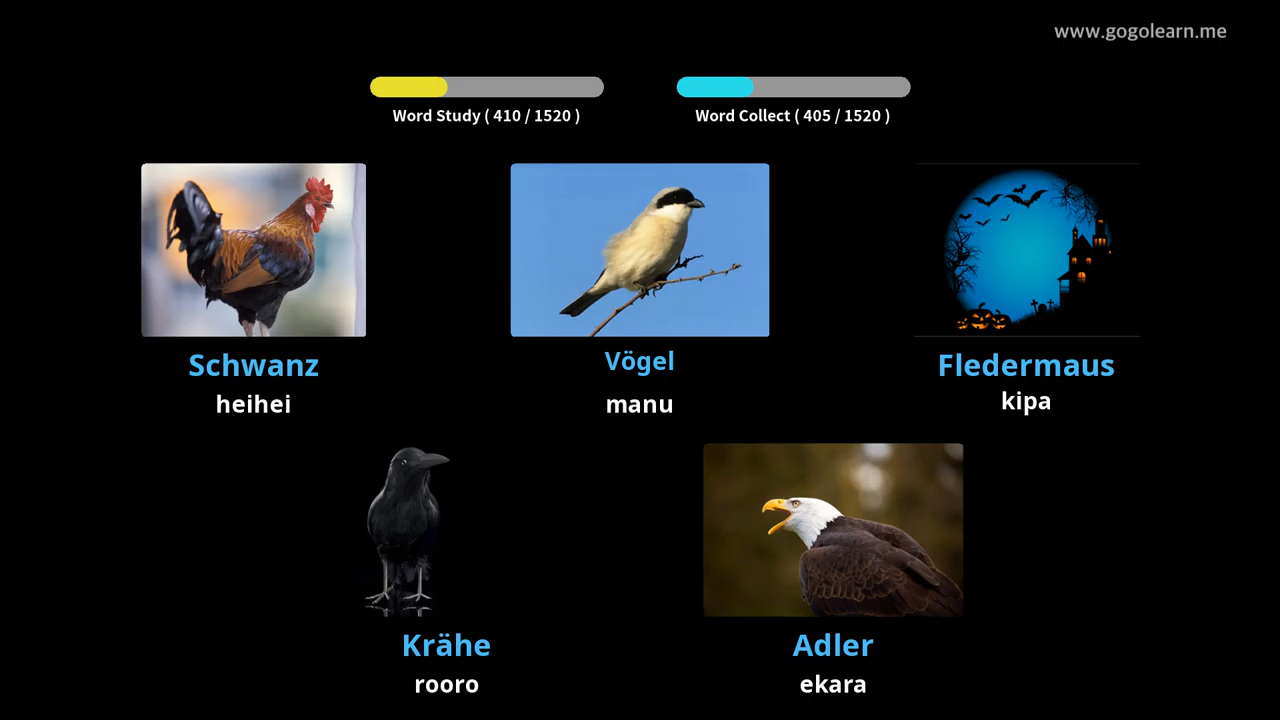 www.gogolearn.me
Word Study ( 410 / 1520 )
Word Collect ( 405 / 1520 )
Schwanz
heihei
Vögel
manu
Fledermaus
kipa
Krähe
rooro
Adler
ekara